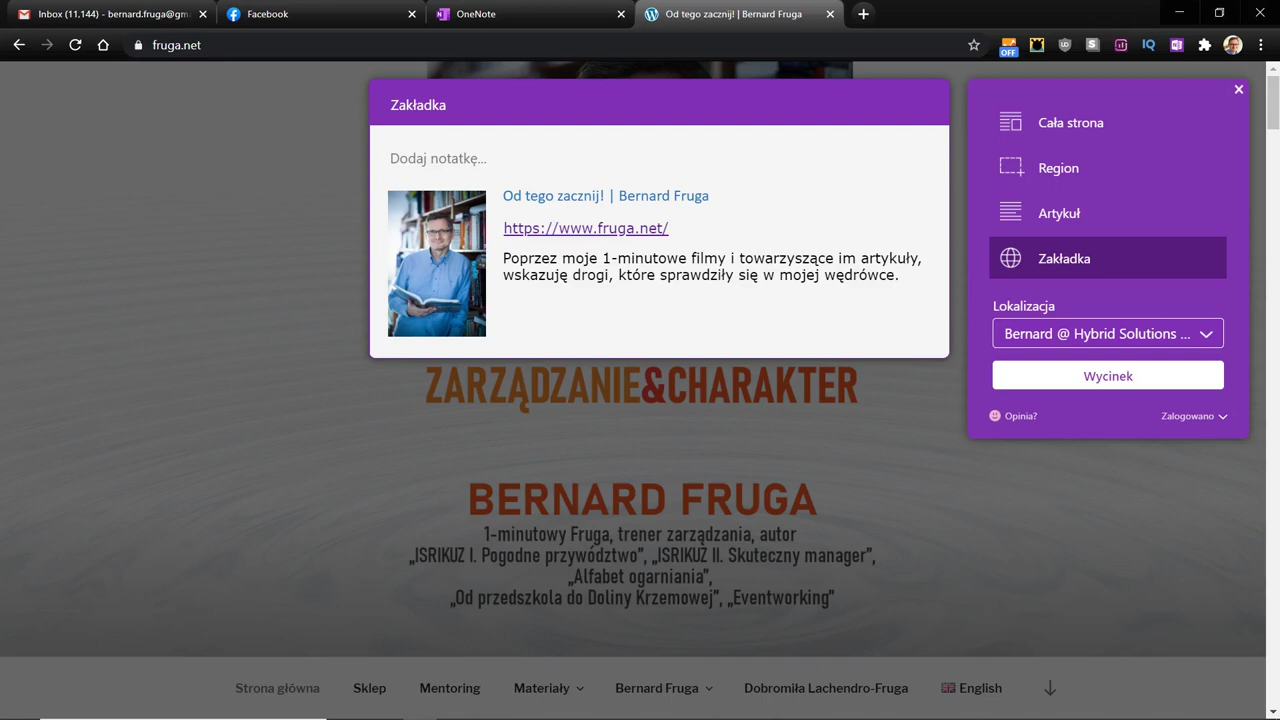 Inbox (11,144) - bernard.fruga@gm
Facebook
OneNote
Od tego zacznij! | Bernard Fruga
fruga.net
OFF
IQ
Zakładka
Dodaj notatkę...
Od tego zacznij! | Bernard Fruga
https://www.fruga.net/
Poprzez moje 1-minutowe filmy i towarzyszące im artykuły,
wskazuję drogi, które sprawdziły się w mojej wędrówce.
Cała strona
Region
Artykuł
Zakładka
Lokalizacja
Bernard @ Hybrid Solutions ...
Wycinek
Opinia?
Zalogowano
ZARZĄDZANIE&CHARAKTER
BERNARD FRUGA
1-minutowy Fruga, trener zarządzania, autor
„ISRIKUZ I. Pogodne przywództwo”, „ISRIKUZ II. Skuteczny manager”,
„Alfabet ogarniania”,
„Od przedszkola do Doliny Krzemowej”, „Eventworking”
Strona główna
Sklep
Mentoring
Materiały
Bernard Fruga
Dobromiła Lachendro-Fruga
English